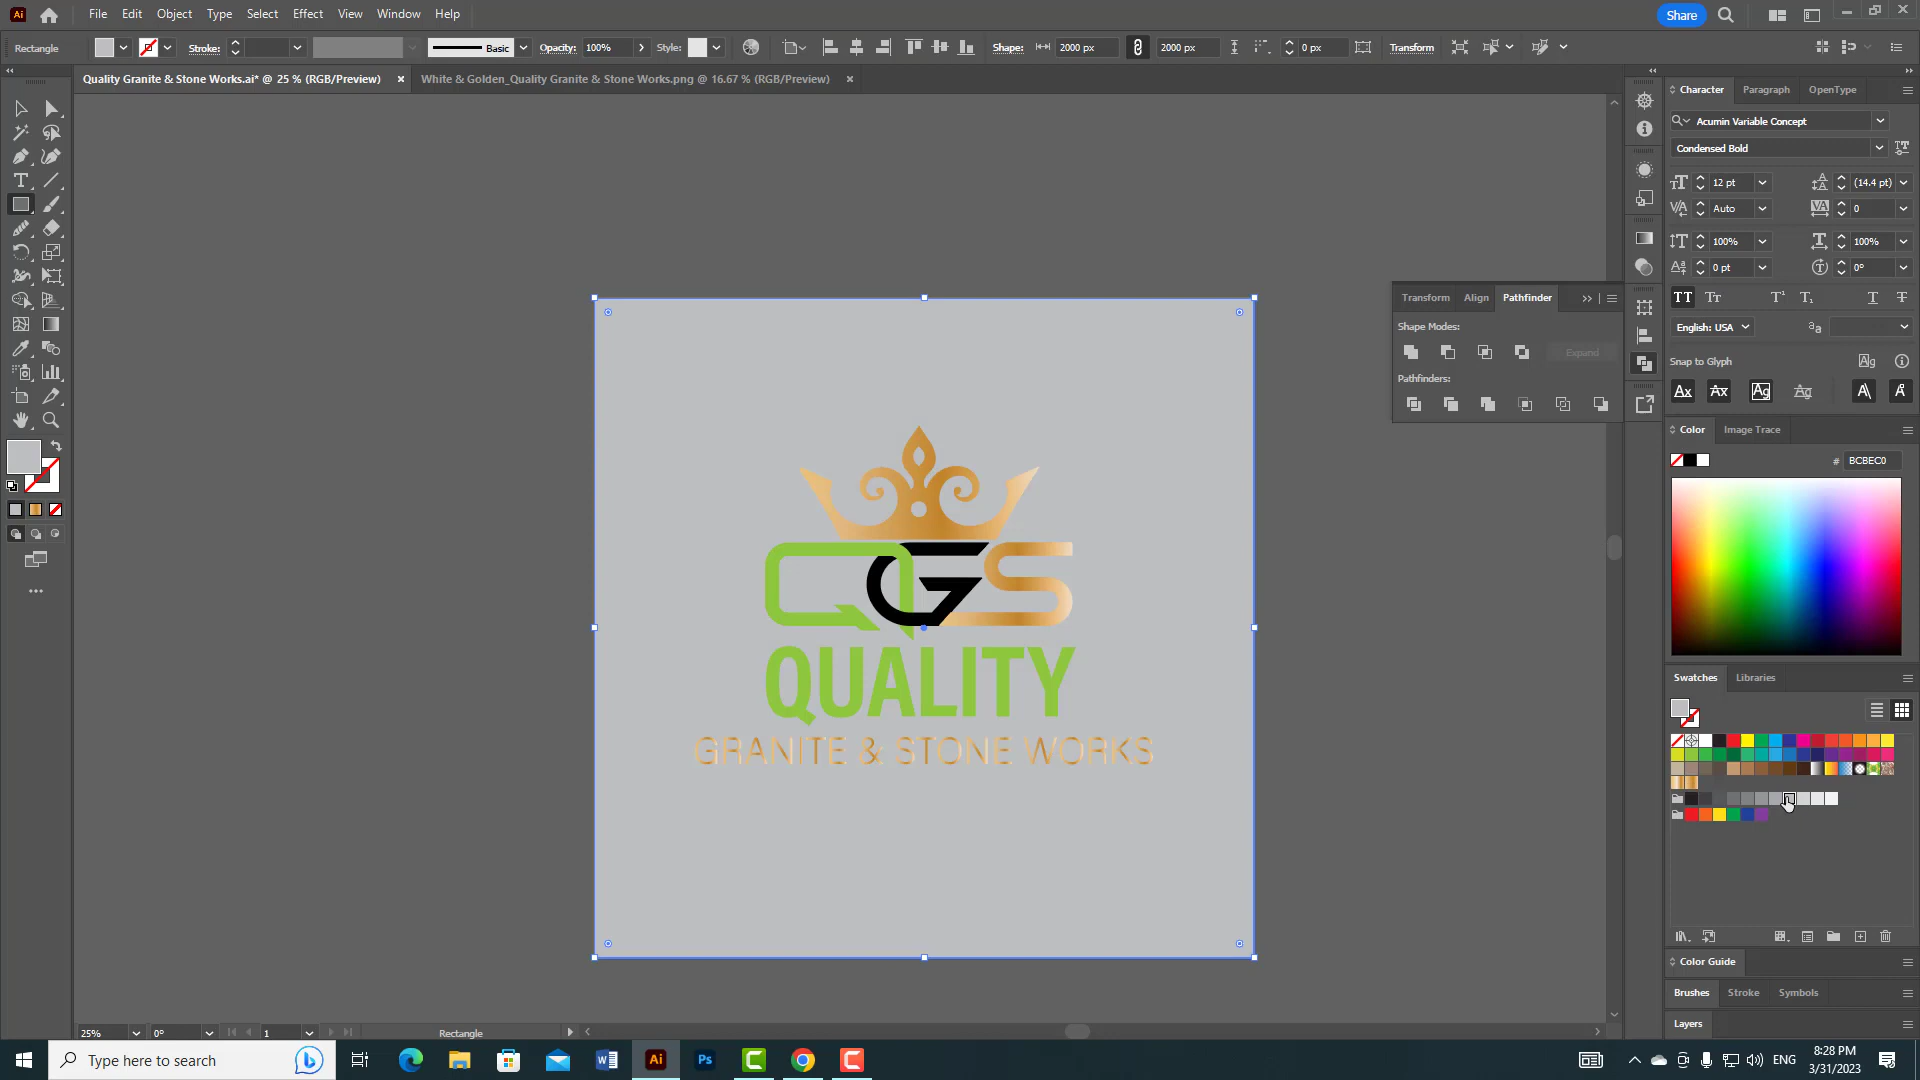 Ai File Edit Object Type Select Effect View Window Help Share
Rectangle Stroke: Basic Opacity: 100% Style: Shape: 2000 px 2000 px 0 px Transform
Quality Granite & Stone Works.ai* @ 25 % (RGB/Preview) × White & Golden_Quality Granite & Stone Works.png @ 16.67 % (RGB/Preview) ×
Character Paragraph OpenType
Acumin Variable Concept
Condensed Bold
12 pt (14.4 pt)
Auto 0
100% 100%
0 pt 0°
English: USA
Snap to Glyph
Transform Align Pathfinder
Shape Modes:
Expand
Pathfinders:
Color Image Trace
# BCBEC0
Swatches Libraries
QGS
QUALITY
GRANITE & STONE WORKS
Color Guide
Brushes Stroke Symbols
Layers
25% 0° 1 Rectangle
Type here to search
Ai Ps
ENG
8:28 PM
3/31/2023